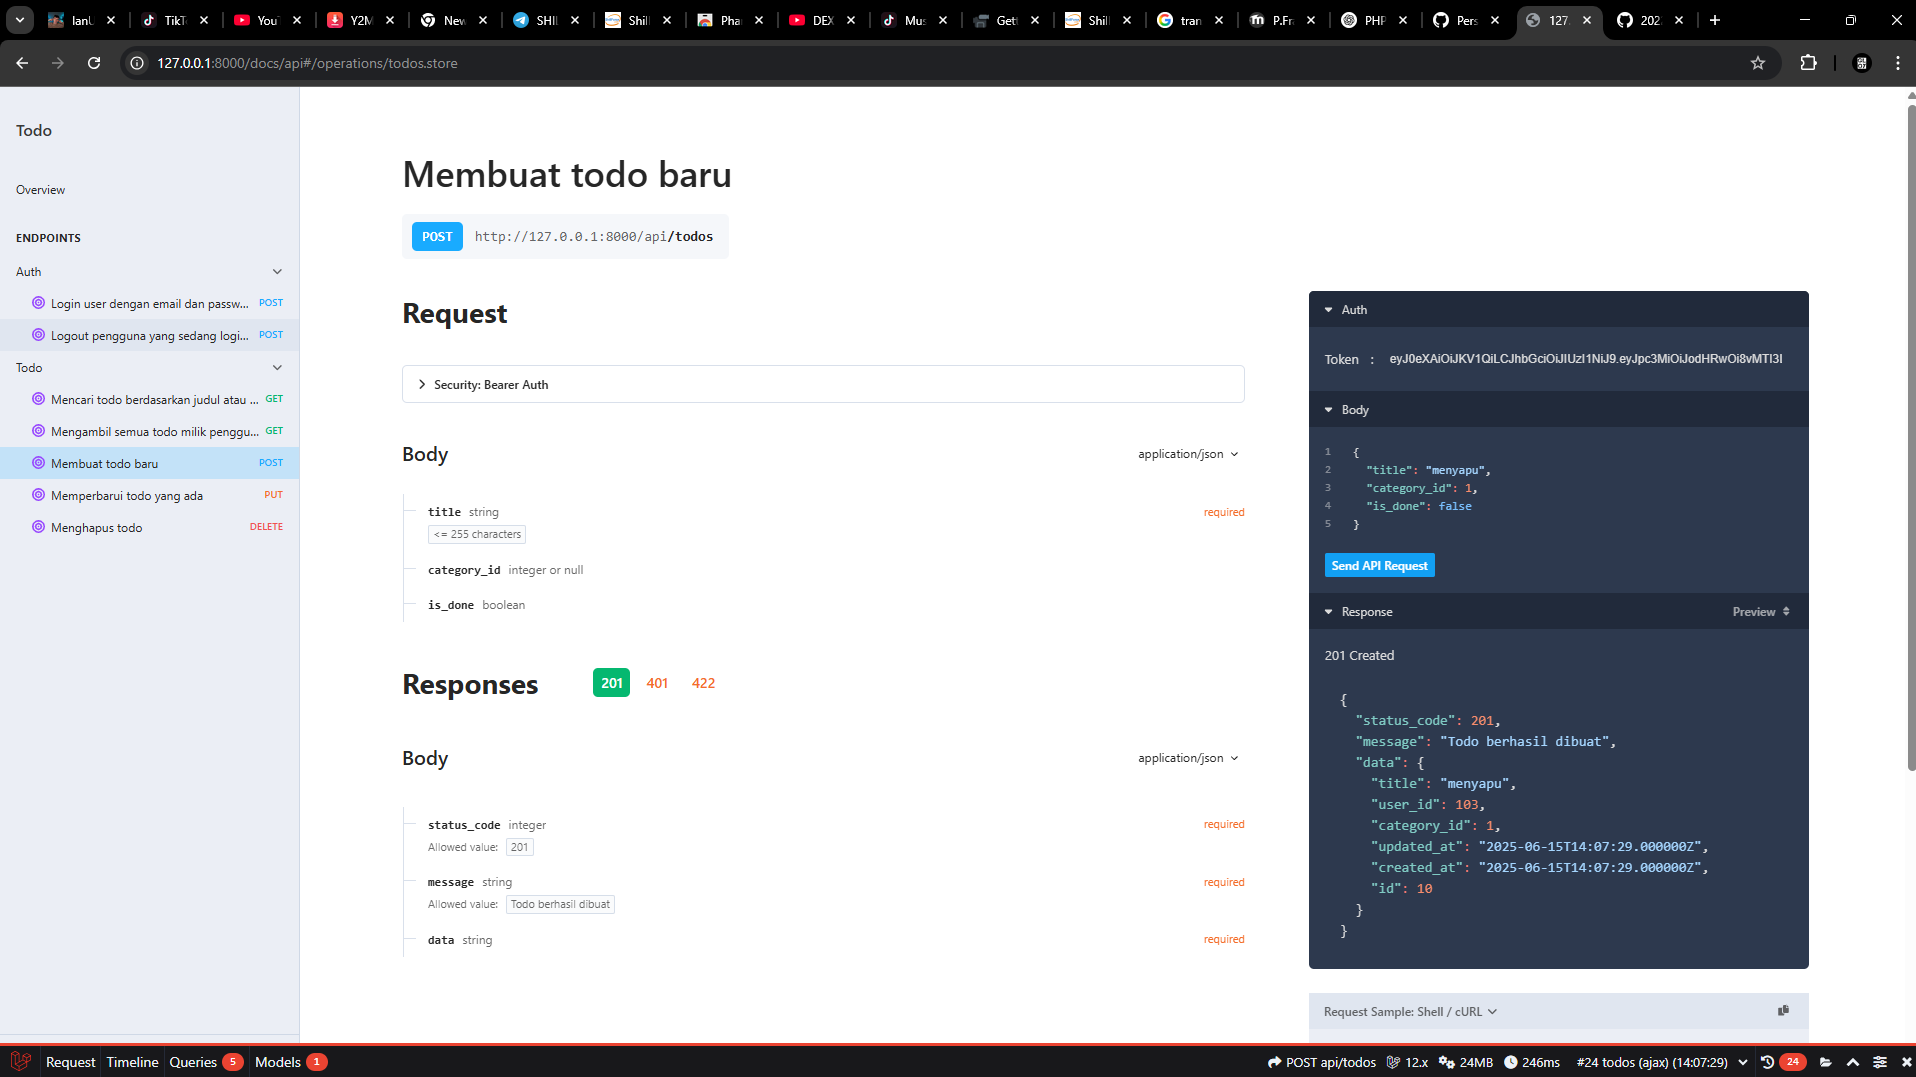 IanU
TikT
YouT
Y2M
New
SHIL
Shill
Phar
DEX
Mus
Gett
Shill
tran
P.Fra
PHP
Pers
127.
202
127.0.0.1:8000/docs/api#/operations/todos.store
Todo
Overview
ENDPOINTS
Auth
Login user dengan email dan passw... POST
Logout pengguna yang sedang logi... POST
Todo
Mencari todo berdasarkan judul atau ... GET
Mengambil semua todo milik penggu... GET
Membuat todo baru POST
Memperbarui todo yang ada PUT
Menghapus todo DELETE
Membuat todo baru
POST http://127.0.0.1:8000/api/todos
Request
Security: Bearer Auth
Body application/json
title string required
<= 255 characters
category_id integer or null
is_done boolean
Responses 201 401 422
Body application/json
status_code integer required
Allowed value: 201
message string required
Allowed value: Todo berhasil dibuat
data string required
Auth
Token :
Body
1 {
2 "title": "menyapu",
3 "category_id": 1,
4 "is_done": false
5 }
Send API Request
Response Preview
201 Created
{
"status_code": 201,
"message": "Todo berhasil dibuat",
"data": {
"title": "menyapu",
"user_id": 103,
"category_id": 1,
"updated_at": "2025-06-15T14:07:29.000000Z",
"created_at": "2025-06-15T14:07:29.000000Z",
"id": 10
}
}
Request Sample: Shell / cURL
Request Timeline Queries 5 Models 1 POST api/todos 12.x 24MB 246ms #24 todos (ajax) (14:07:29) 24